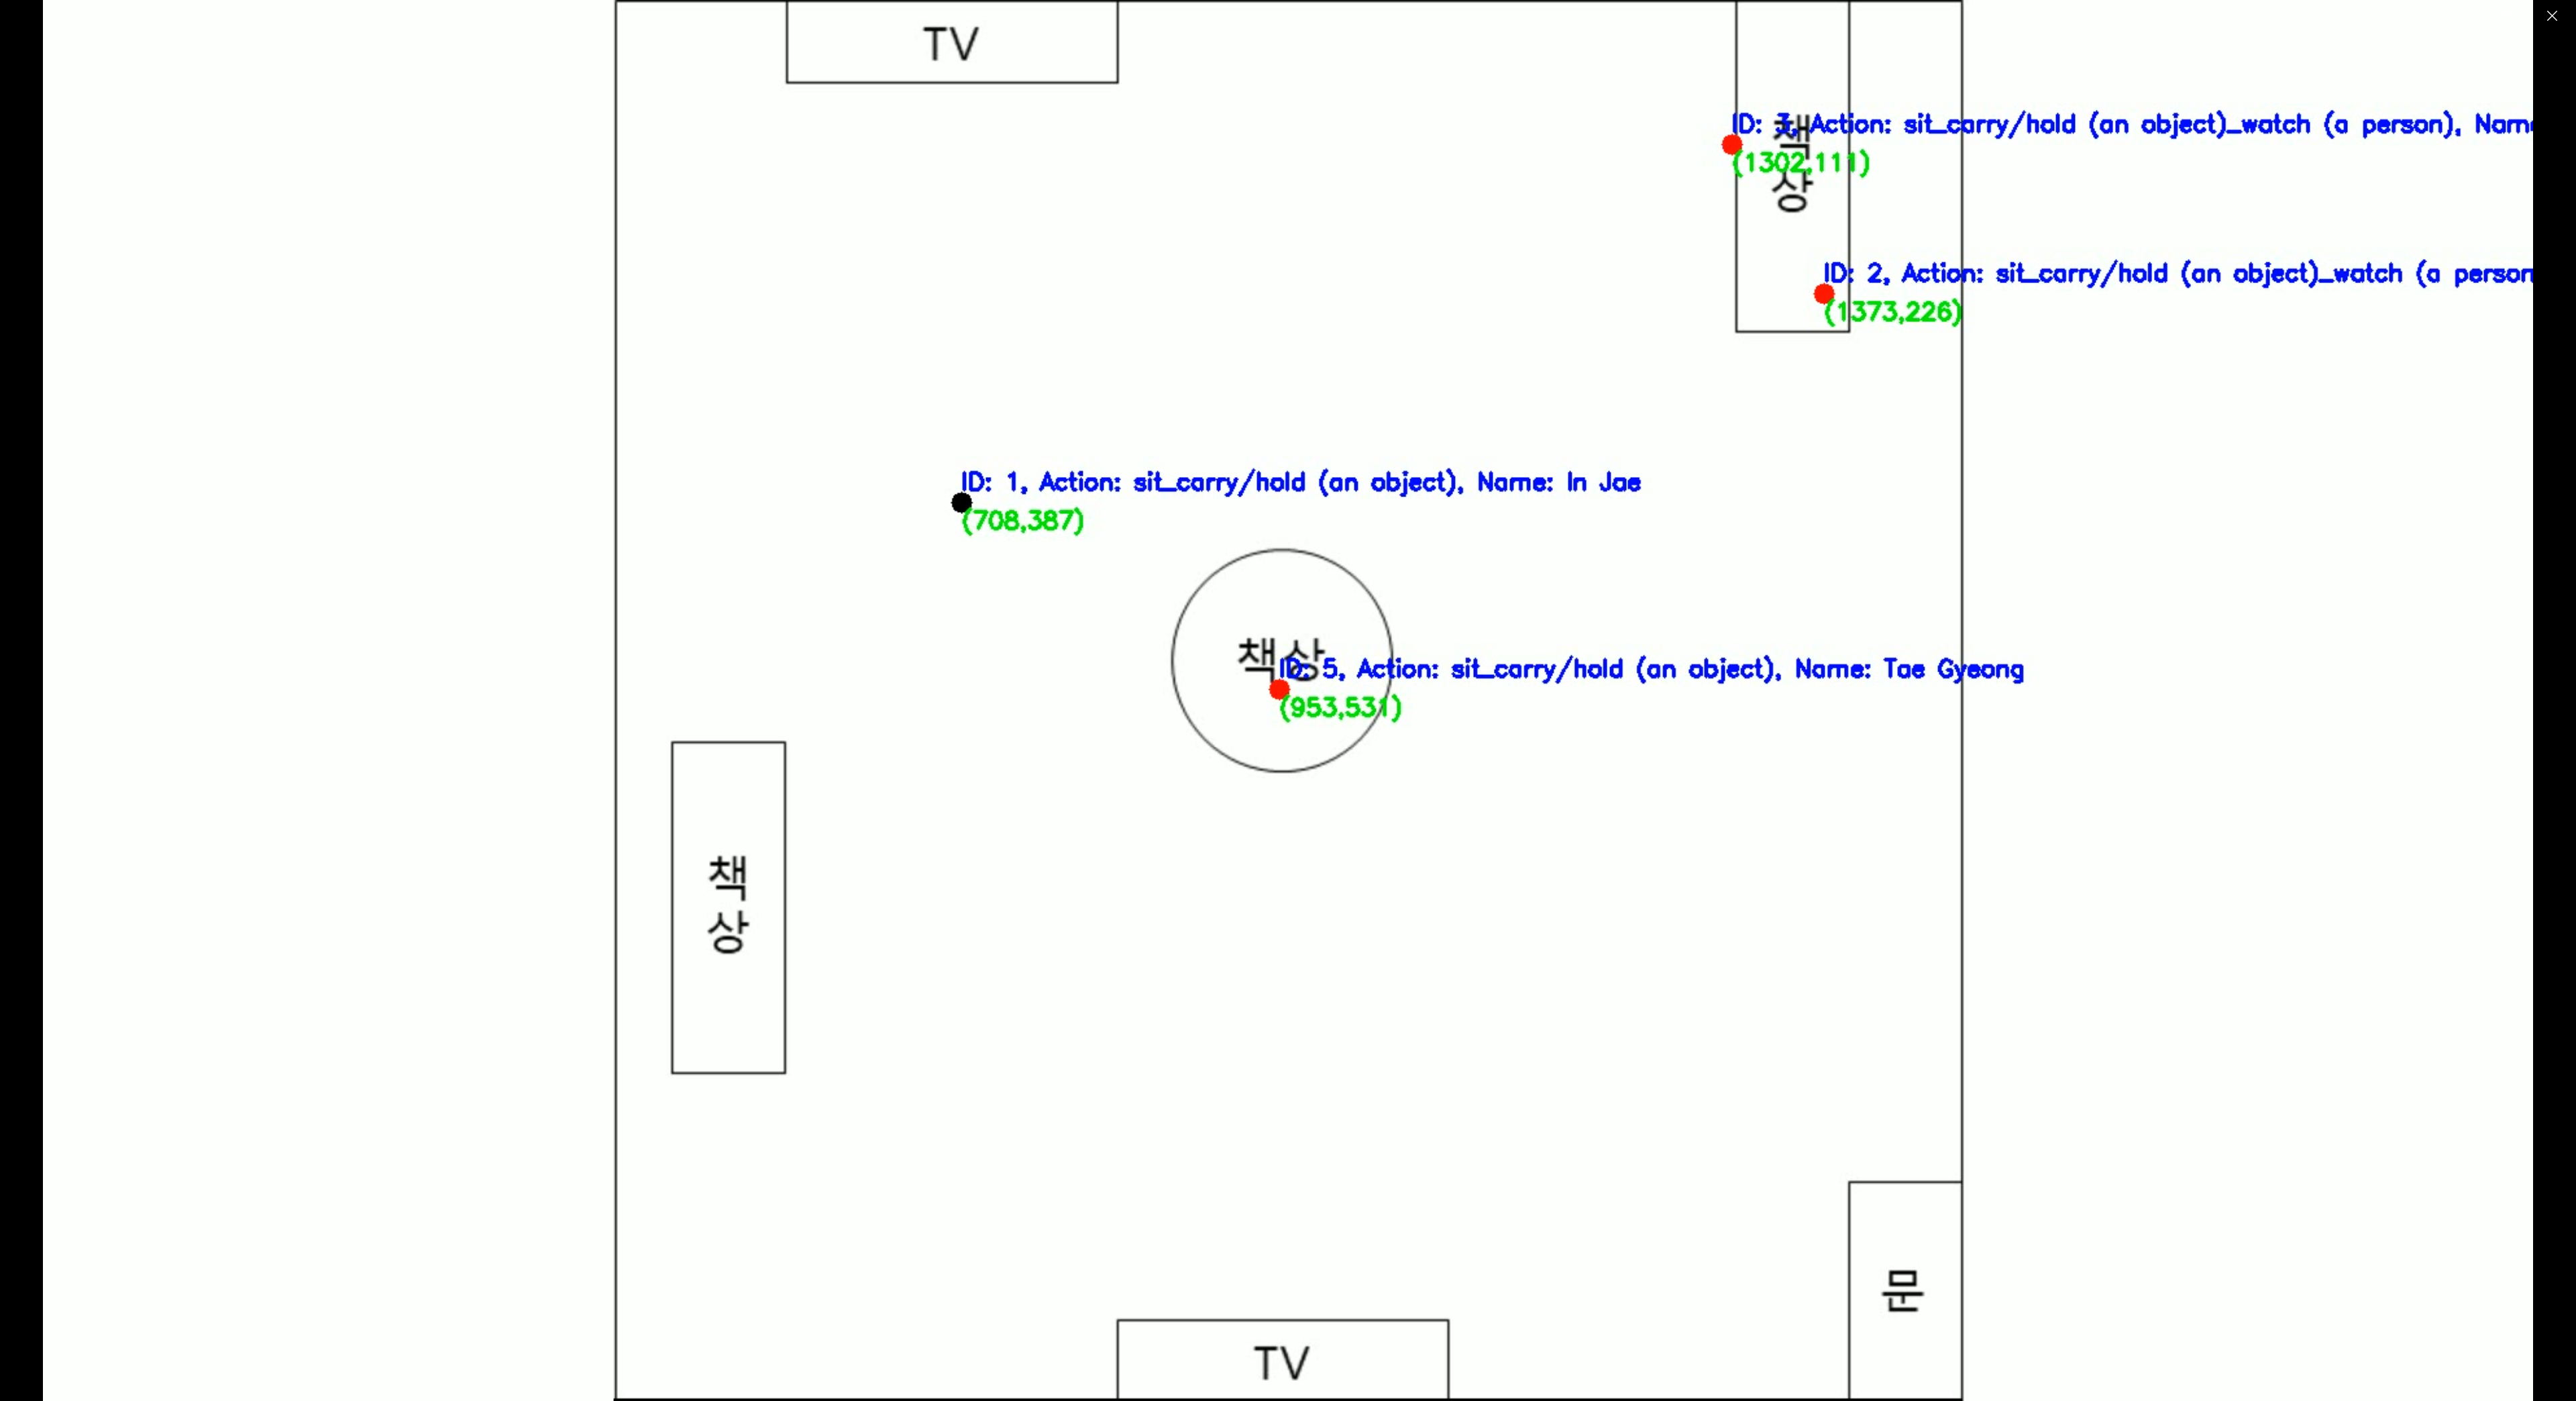 TV
ID: 3, Action: sit_carry/hold (an object)_watch (a person), Name
(1302,111)
책
상
ID: 2, Action: sit_carry/hold (an object)_watch (a person
(1373,226)
ID: 1, Action: sit_carry/hold (an object), Name: In Jae
(708,387)
책상
ID: 5, Action: sit_carry/hold (an object), Name: Tae Gyeong
(953,531)
책
상
문
TV